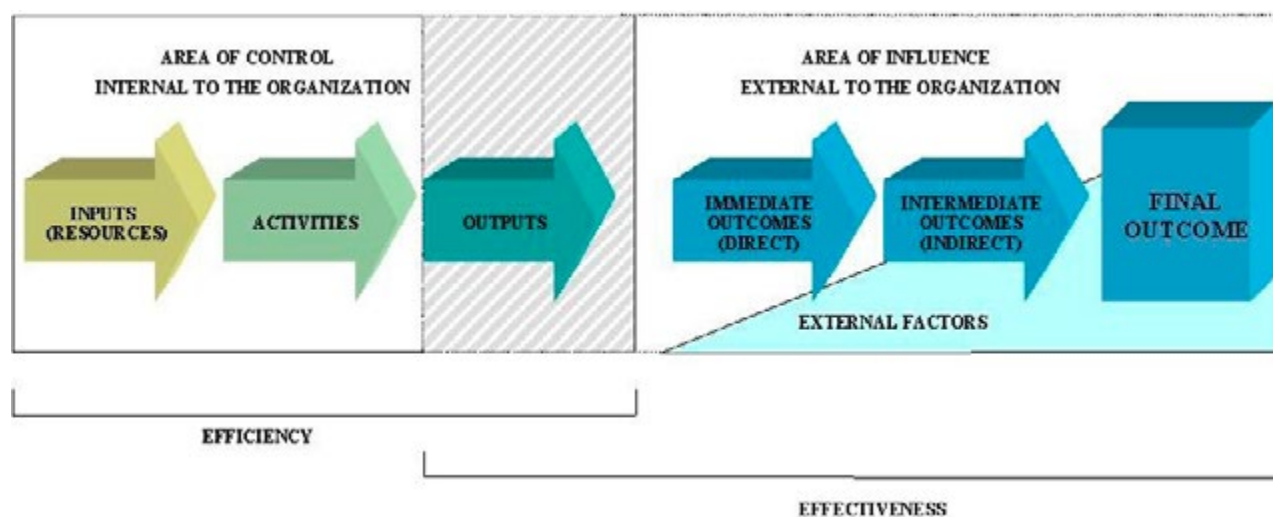 AREA OF CONTROL
INTERNAL TO THE ORGANIZATION
AREA OF INFLUENCE
EXTERNAL TO THE ORGANIZATION
INPUTS
(RESOURCES)
ACTIVITIES
OUTPUTS
IMMEDIATE
OUTCOMES
(DIRECT)
INTERMEDIATE
OUTCOMES
(INDIRECT)
FINAL
OUTCOME
EXTERNAL FACTORS
EFFICIENCY
EFFECTIVENESS